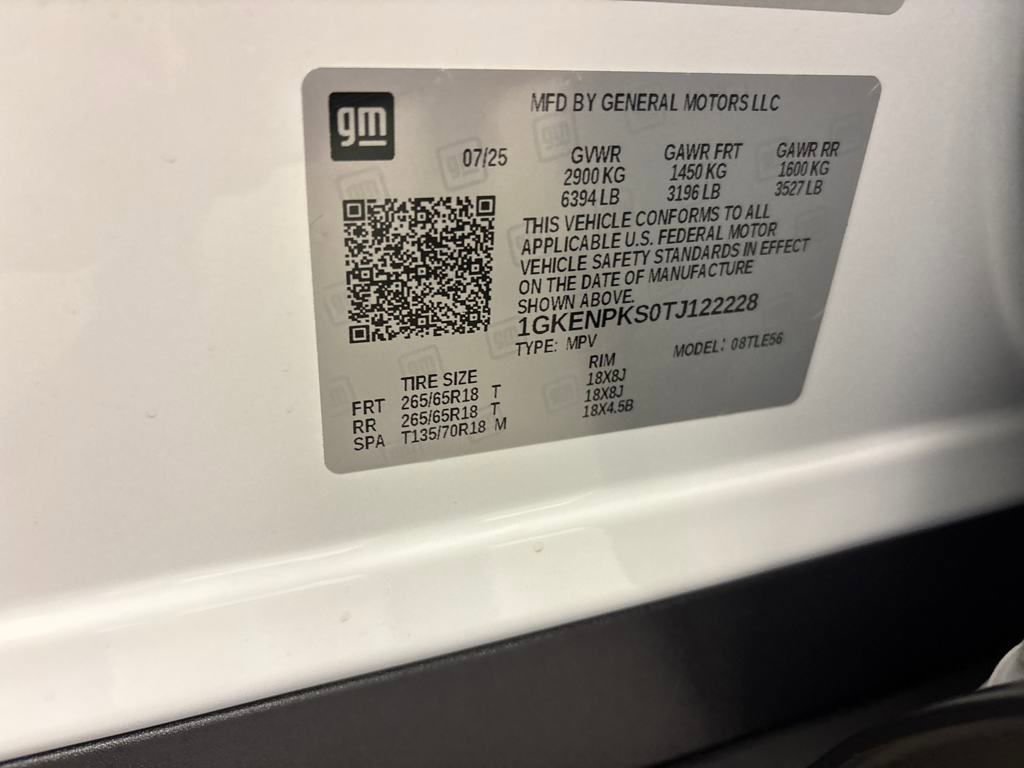 gm
MFD BY GENERAL MOTORS LLC
07/25
GVWR GAWR FRT GAWR RR
2900 KG 1450 KG 1600 KG
6394 LB 3196 LB 3527 LB
THIS VEHICLE CONFORMS TO ALL
APPLICABLE U.S. FEDERAL MOTOR
VEHICLE SAFETY STANDARDS IN EFFECT
ON THE DATE OF MANUFACTURE
SHOWN ABOVE.
1GKENPKS0TJ122228
TYPE: MPV MODEL: 08TLE56
TIRE SIZE RIM
FRT 265/65R18 T 18X8J
RR 265/65R18 T 18X8J
SPA T135/70R18 M 18X4.5B